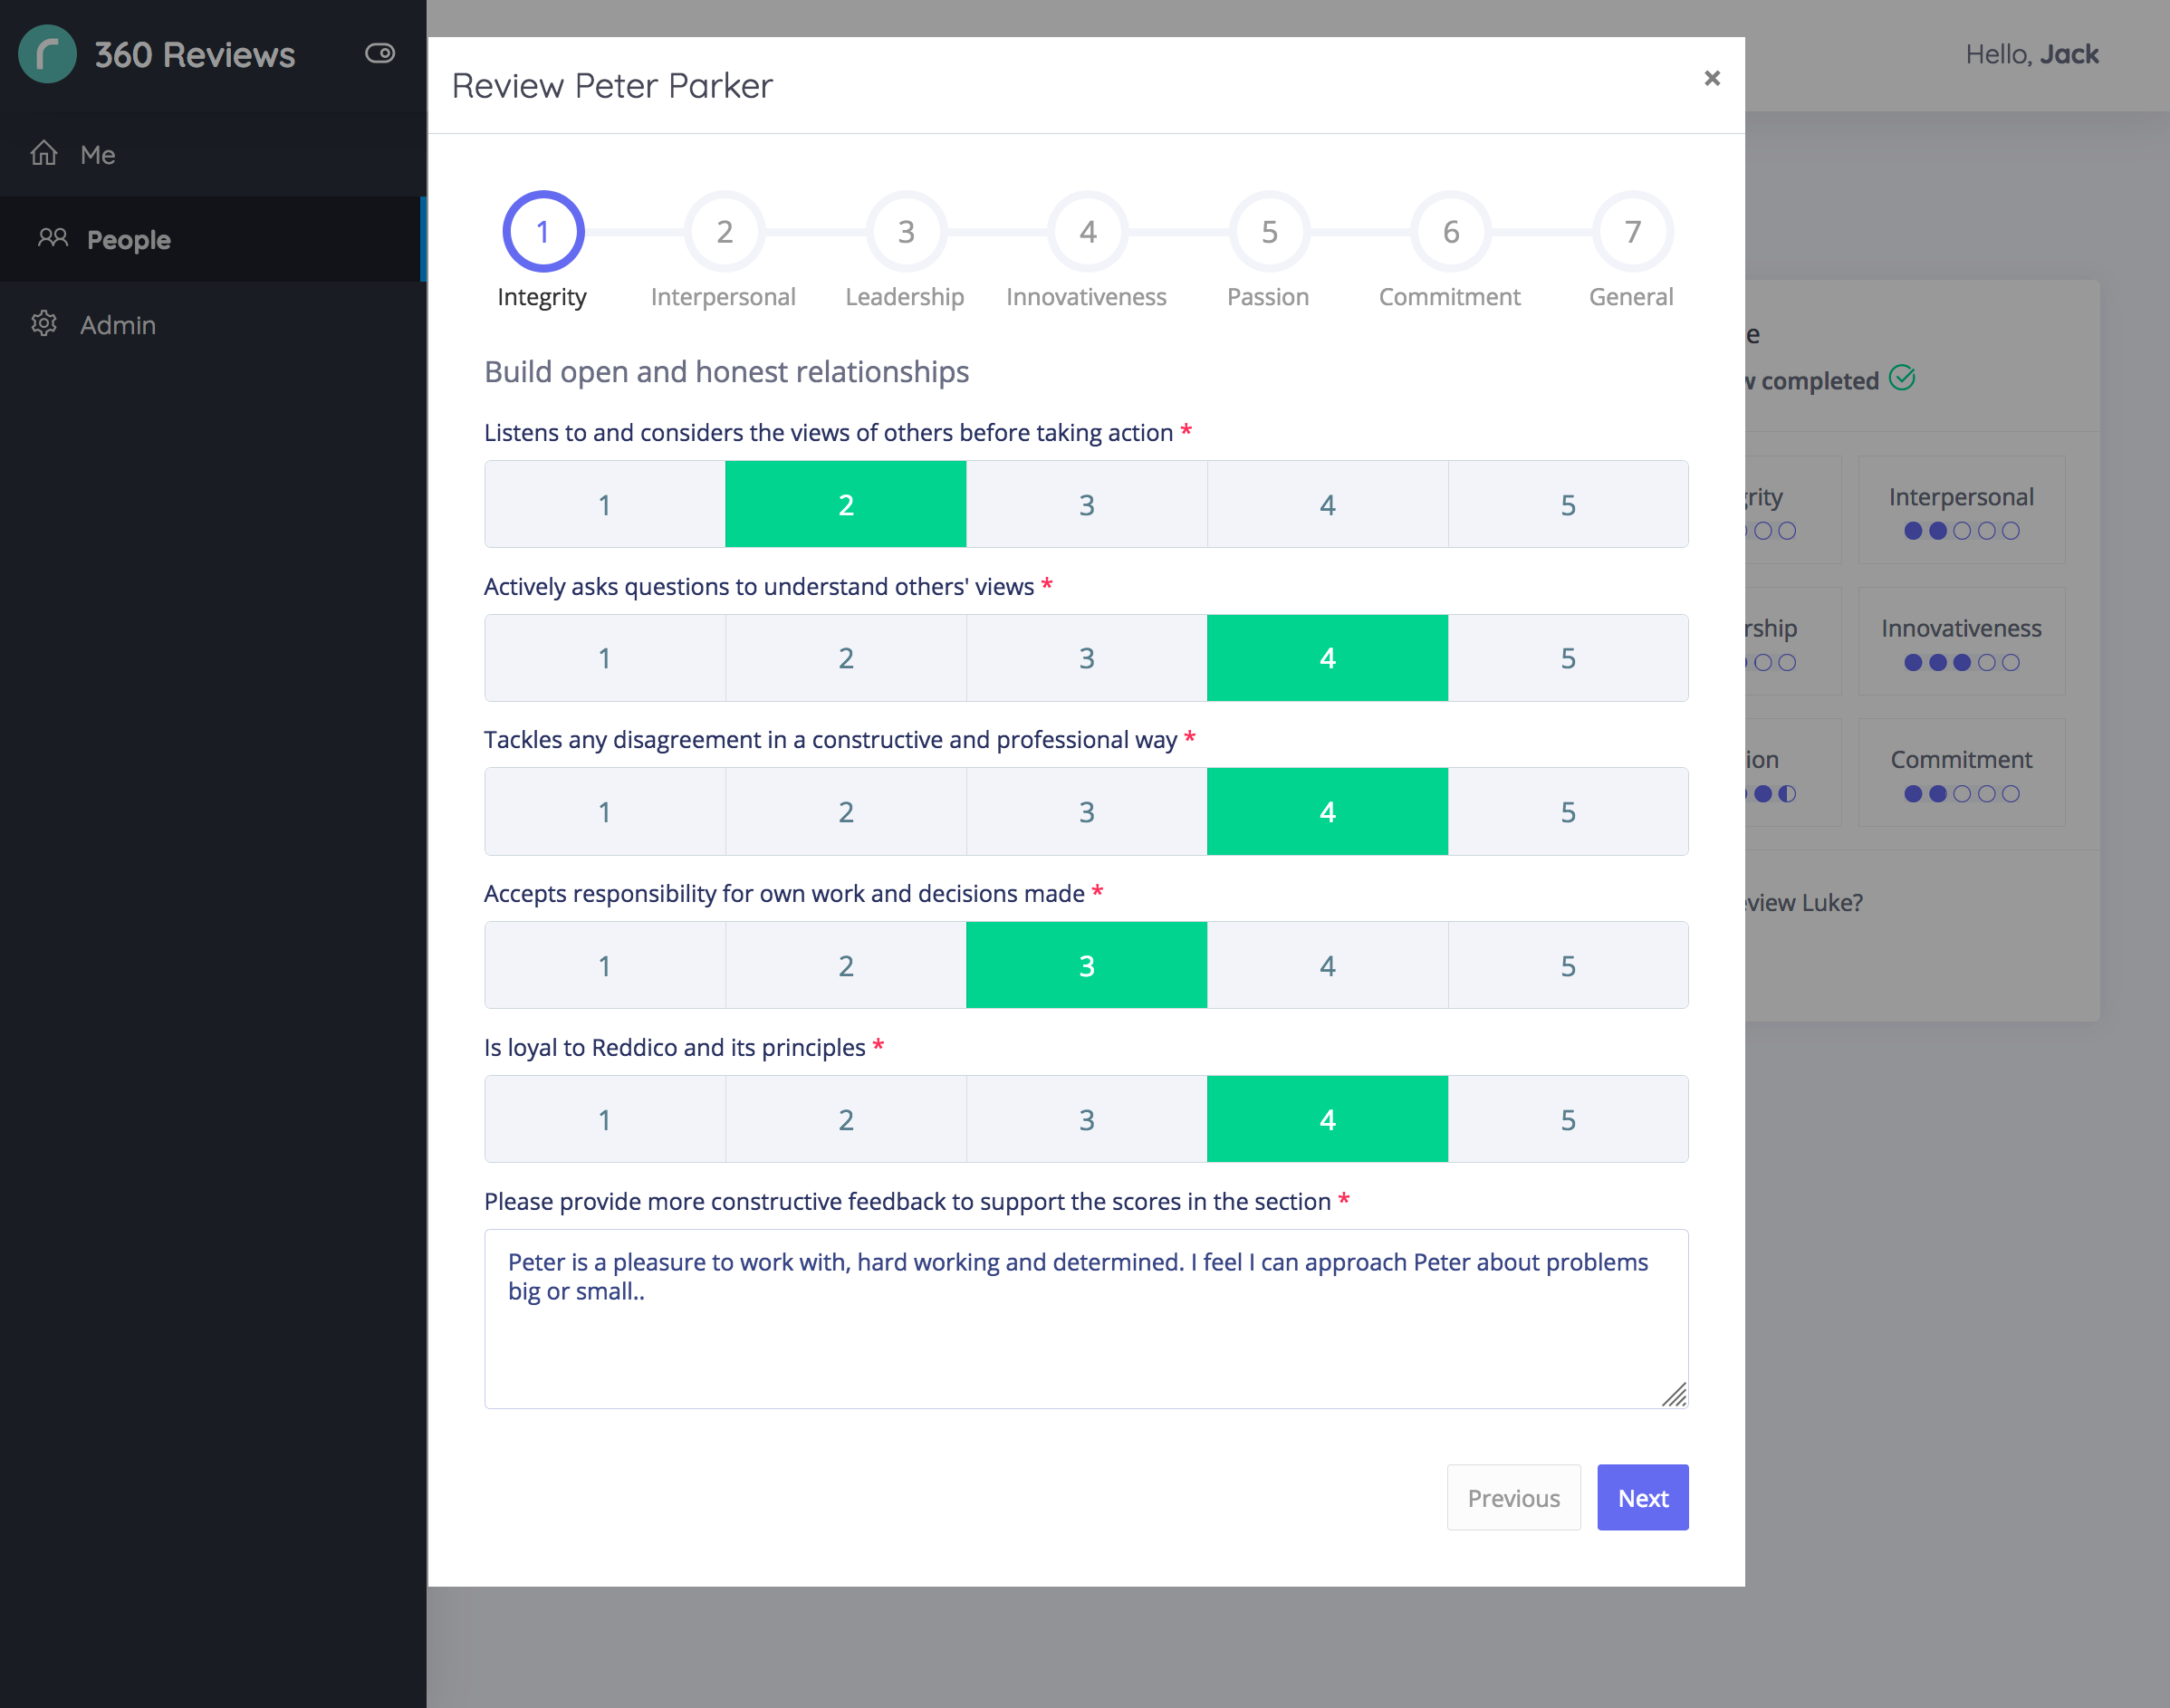 360 Reviews
Hello, Jack
Me
People
Admin
Review Peter Parker
×
1 2 3 4 5 6 7
Integrity Interpersonal Leadership Innovativeness Passion Commitment General
Build open and honest relationships
Listens to and considers the views of others before taking action *
1 2 3 4 5
Actively asks questions to understand others' views *
1 2 3 4 5
Tackles any disagreement in a constructive and professional way *
1 2 3 4 5
Accepts responsibility for own work and decisions made *
1 2 3 4 5
Is loyal to Reddico and its principles *
1 2 3 4 5
Please provide more constructive feedback to support the scores in the section *
Peter is a pleasure to work with, hard working and determined. I feel I can approach Peter about problems
big or small..
Previous Next
completed
Interpersonal
Innovativeness
Commitment
Luke?